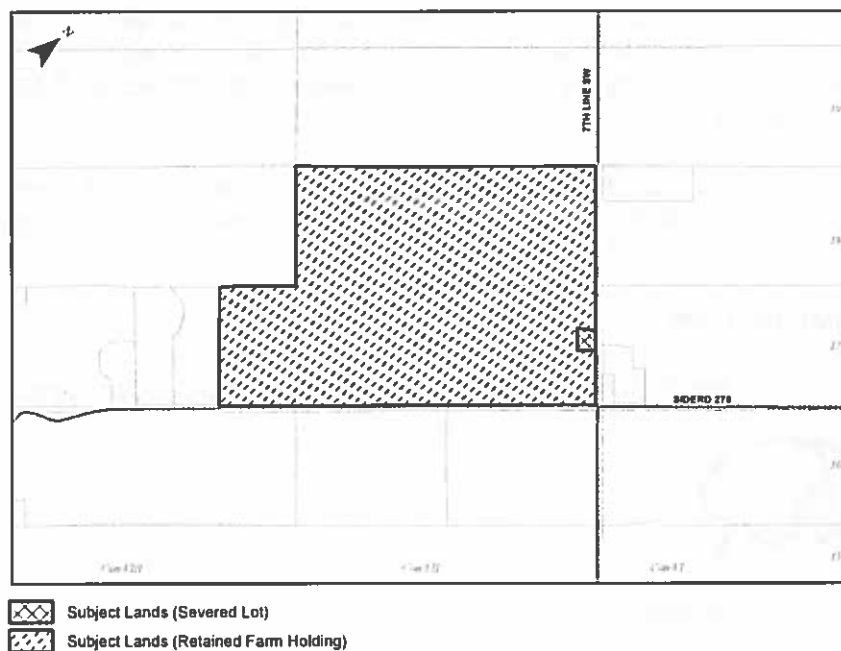 N
7TH LINE SW
SIDERD 270
Subject Lands (Severed Lot)
Subject Lands (Retained Farm Holding)